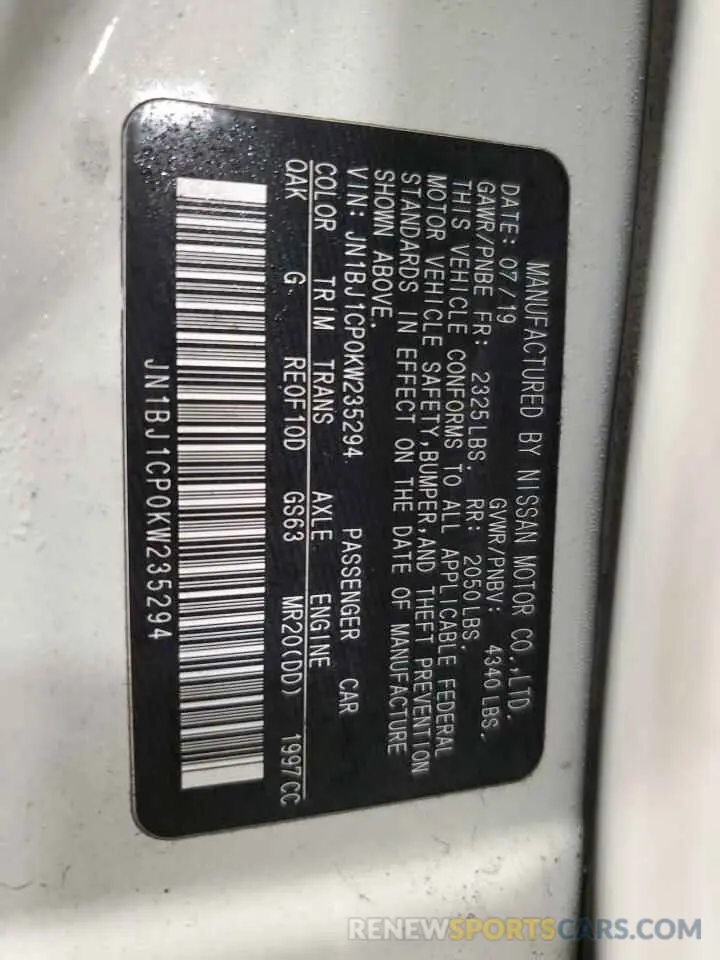 MANUFACTURED BY NISSAN MOTOR CO.,LTD.
DATE: 07/19 GVWR/PNBV: 4340LBS,
GAWR/PNBE FR: 2325LBS, RR: 2050LBS,
THIS VEHICLE CONFORMS TO ALL APPLICABLE FEDERAL
MOTOR VEHICLE SAFETY,BUMPER,AND THEFT PREVENTION
STANDARDS IN EFFECT ON THE DATE OF MANUFACTURE
SHOWN ABOVE.
VIN: JN1BJ1CP0KW235294 PASSENGER CAR
COLOR TRIM TRANS AXLE ENGINE
QAK G RE0F10D GS63 MR20(DD) 1997CC
JN1BJ1CP0KW235294
RENEWSPORTSCARS.COM